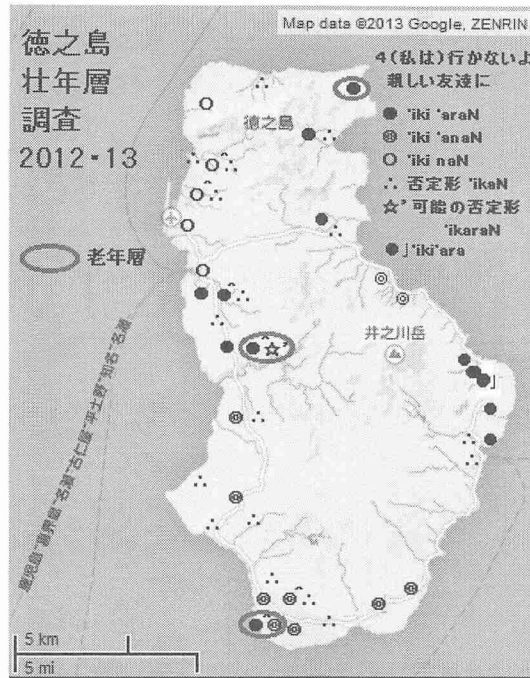 Map data ©2013 Google, ZENRIN
徳之島
壮年層
調査
2012・13
老年層
4(私は)行かないよ
親しい友達に
● 'iki 'araN
◎ 'iki 'anaN
○ 'iki naN
∴ 否定形 'ikaN
☆' 可能の否定形
'ikaraN
●」'iki'ara
徳之島
井之川岳
5 km
5 mi